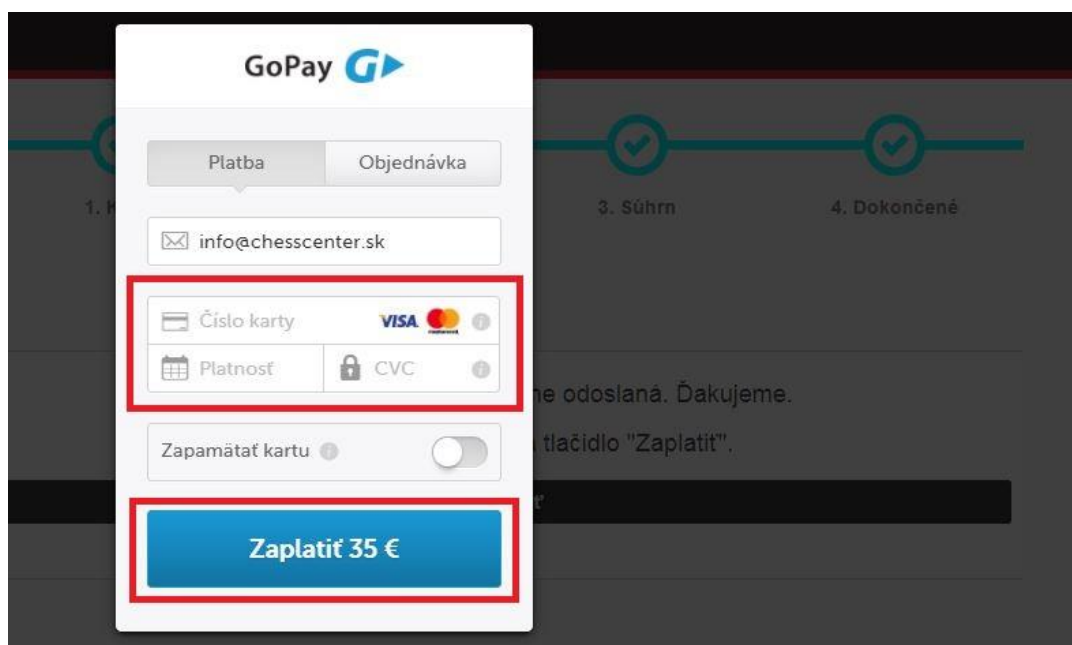 GoPay
Platba Objednávka
1.
3. Súhrn
4. Dokončené
info@chesscenter.sk
Číslo karty VISA
Platnosť CVC
odoslaná. Ďakujeme.
Zapamätať kartu
tlačidlo "Zaplatiť".
Zaplatiť 35 €